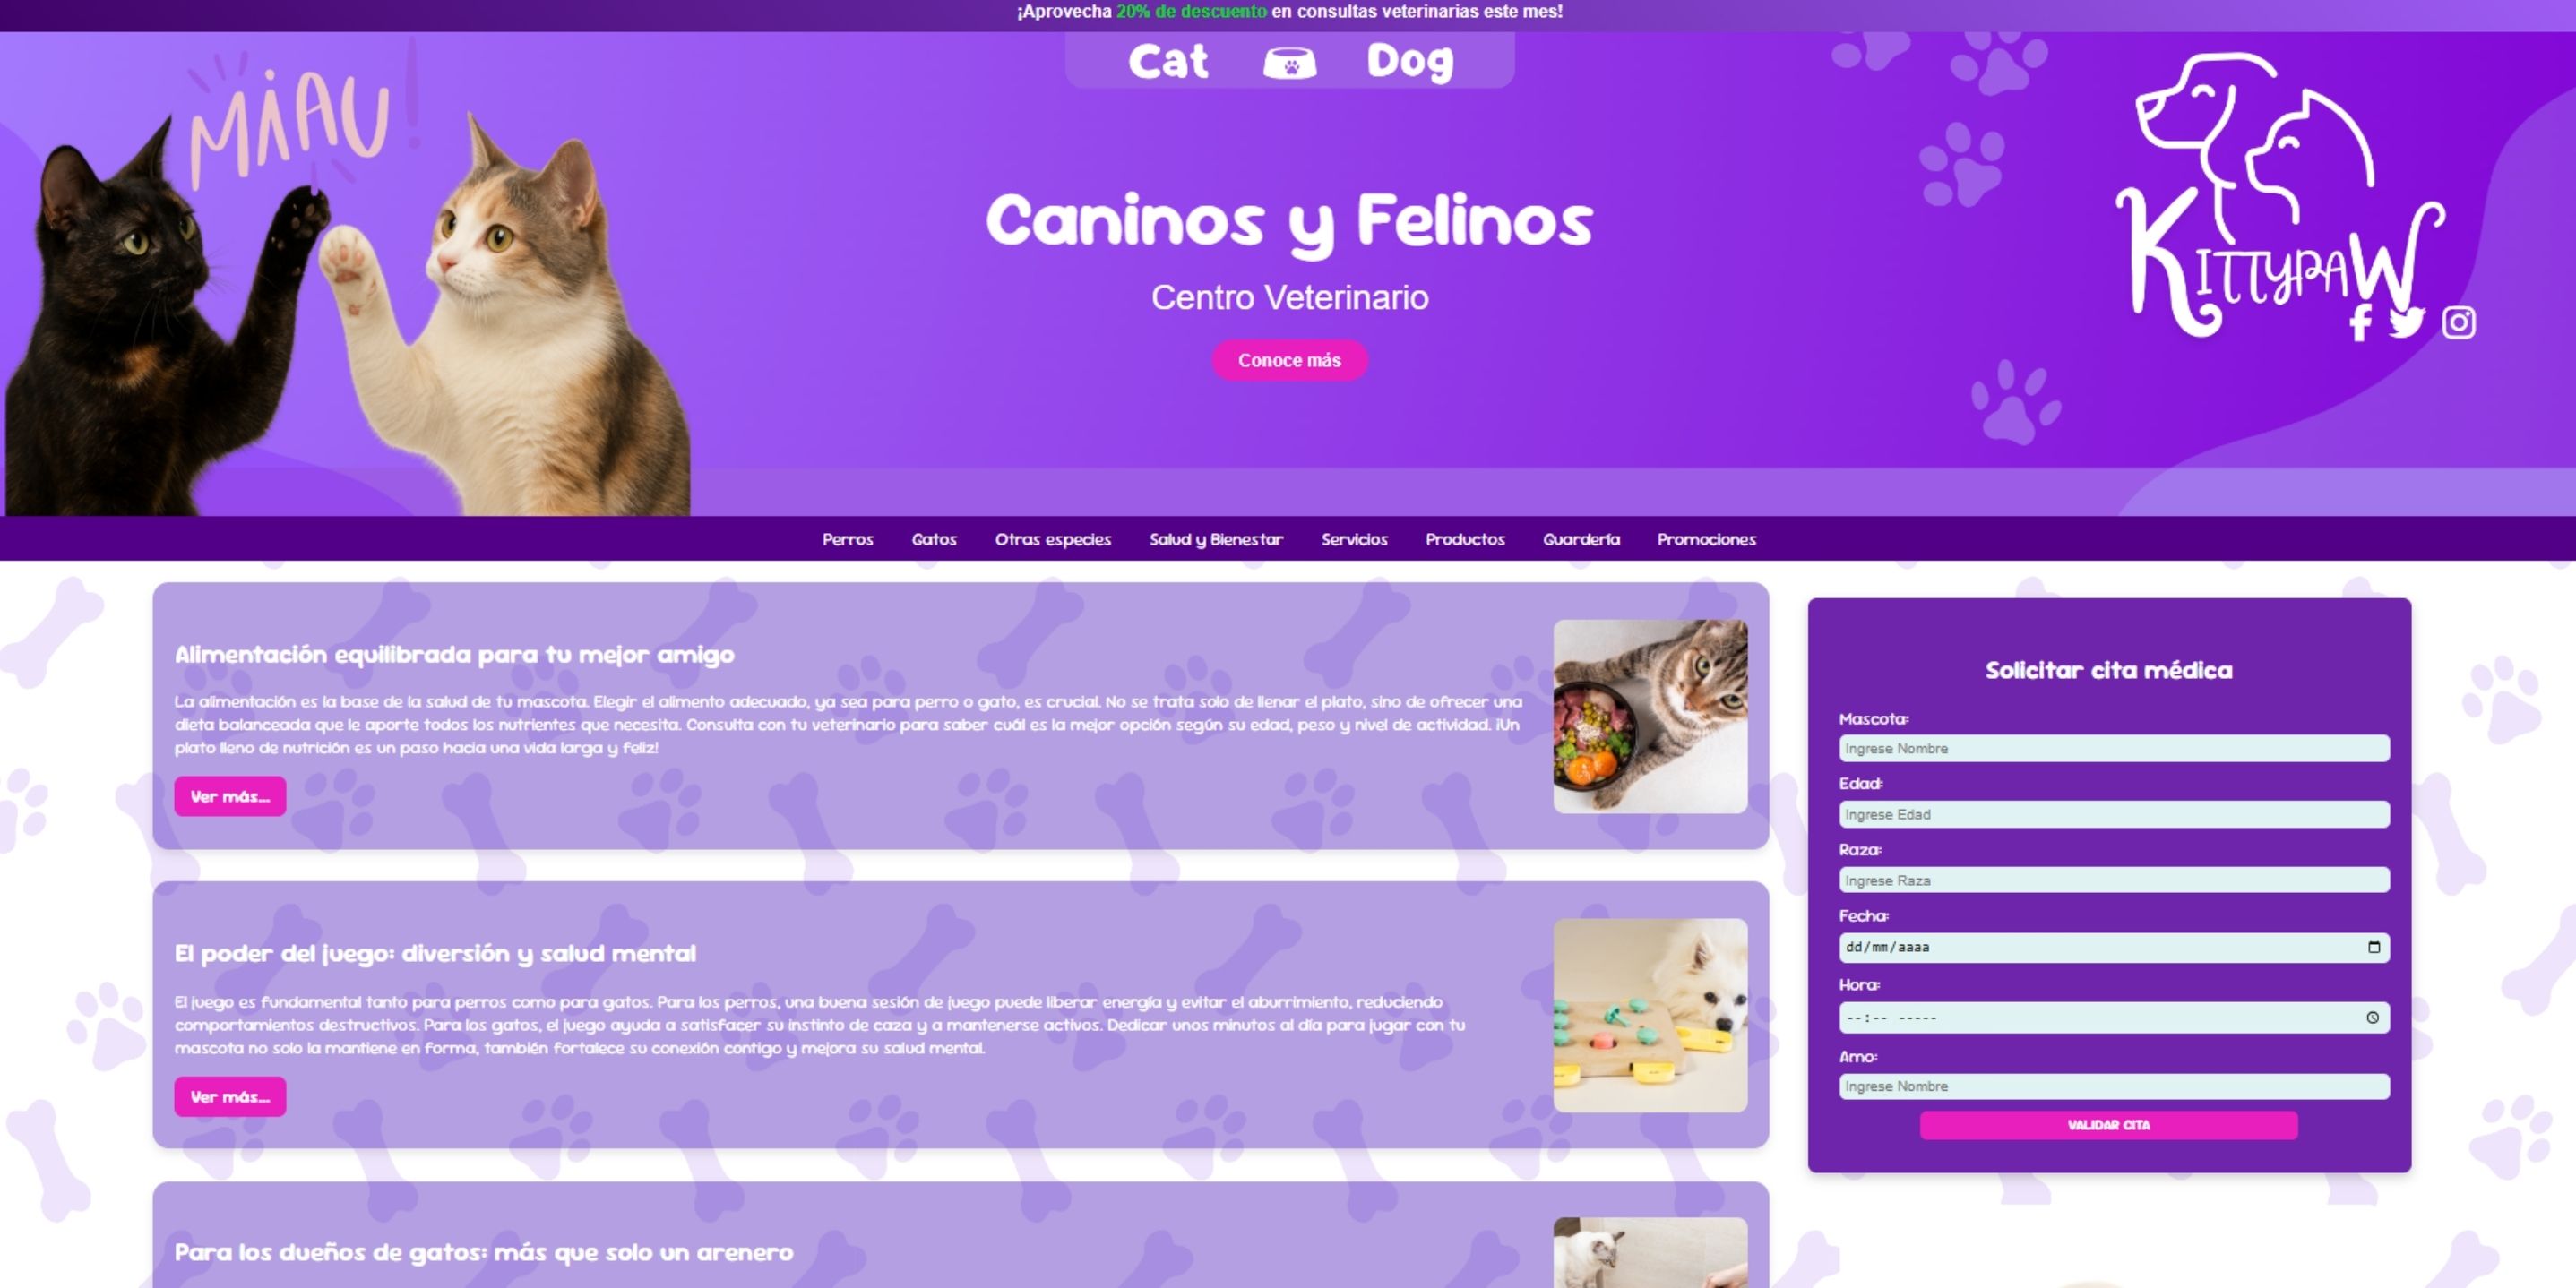 ¡Aprovecha 20% de descuento en consultas veterinarias este mes!
Cat Dog
MiAU!
KITTYPAW
Caninos y Felinos
Centro Veterinario
Conoce más
Perros Gatos Otras especies Salud y Bienestar Servicios Productos Guardería Promociones
Alimentación equilibrada para tu mejor amigo
La alimentación es la base de la salud de tu mascota. Elegir el alimento adecuado, ya sea para perro o gato, es crucial. No se trata solo de llenar el plato, sino de ofrecer una
dieta balanceada que le aporte todos los nutrientes que necesita. Consulta con tu veterinario para saber cuál es la mejor opción según su edad, peso y nivel de actividad. ¡Un
plato lleno de nutrición es un paso hacia una vida larga y feliz!
Ver más...
El poder del juego: diversión y salud mental
El juego es fundamental tanto para perros como para gatos. Para los perros, una buena sesión de juego puede liberar energía y evitar el aburrimiento, reduciendo
comportamientos destructivos. Para los gatos, el juego ayuda a satisfacer su instinto de caza y a mantenerse activos. Dedicar unos minutos al día para jugar con tu
mascota no solo la mantiene en forma, también fortalece su conexión contigo y mejora su salud mental.
Ver más...
Para los dueños de gatos: más que solo un arenero
Solicitar cita médica
Mascota:
Ingrese Nombre
Edad:
Ingrese Edad
Raza:
Ingrese Raza
Fecha:
dd/mm/aaaa
Hora:
--:-- -----
Amo:
Ingrese Nombre
VALIDAR CITA